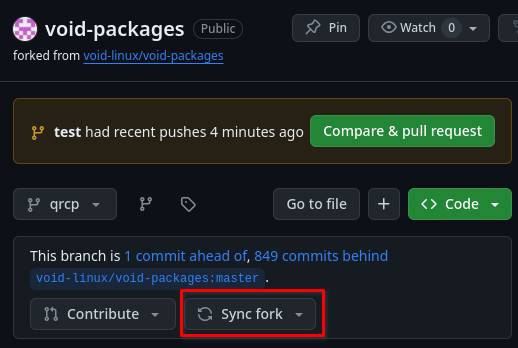 void-packages Public Pin Watch 0
forked from void-linux/void-packages
test had recent pushes 4 minutes ago Compare & pull request
qrcp Go to file + Code
This branch is 1 commit ahead of, 849 commits behind
void-linux/void-packages:master.
Contribute Sync fork